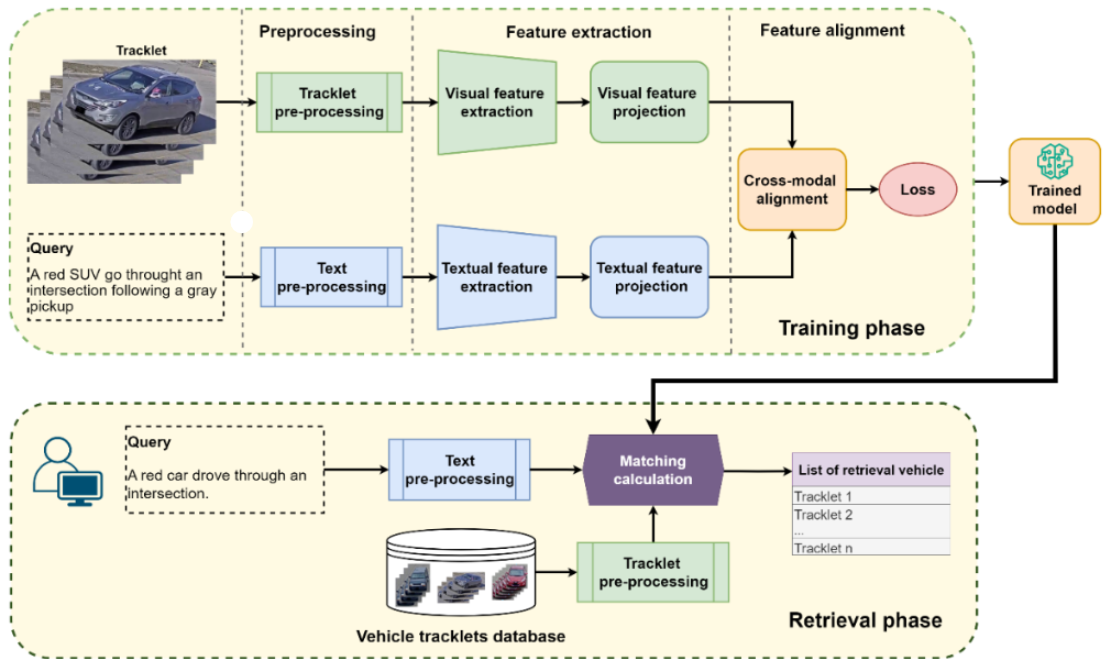 Preprocessing
Feature extraction
Feature alignment
Tracklet
Tracklet
pre-processing
Visual feature
extraction
Visual feature
projection
Cross-modal
alignment
Loss
Trained
model
Query
A red SUV go throught an
intersection following a gray
pickup
Text
pre-processing
Textual feature
extraction
Textual feature
projection
Training phase
Query
A red car drove through an
intersection.
Text
pre-processing
Matching
calculation
List of retrieval vehicle
Tracklet 1
Tracklet 2
...
Tracklet n
Tracklet
pre-processing
Vehicle tracklets database
Retrieval phase